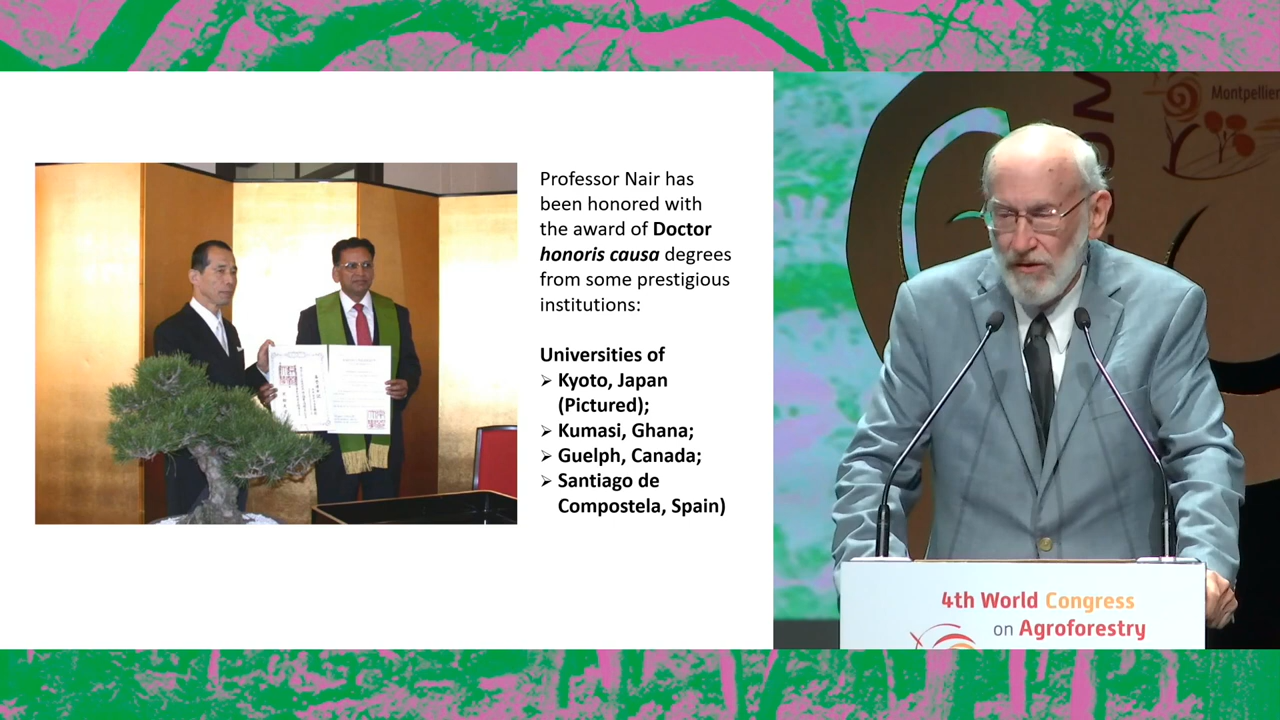 Professor Nair has
been honored with
the award of Doctor
honoris causa degrees
from some prestigious
institutions:
Universities of
➢ Kyoto, Japan
(Pictured);
➢ Kumasi, Ghana;
➢ Guelph, Canada;
➢ Santiago de
Compostela, Spain)
Montpellier
4th World Congress
on Agroforestry